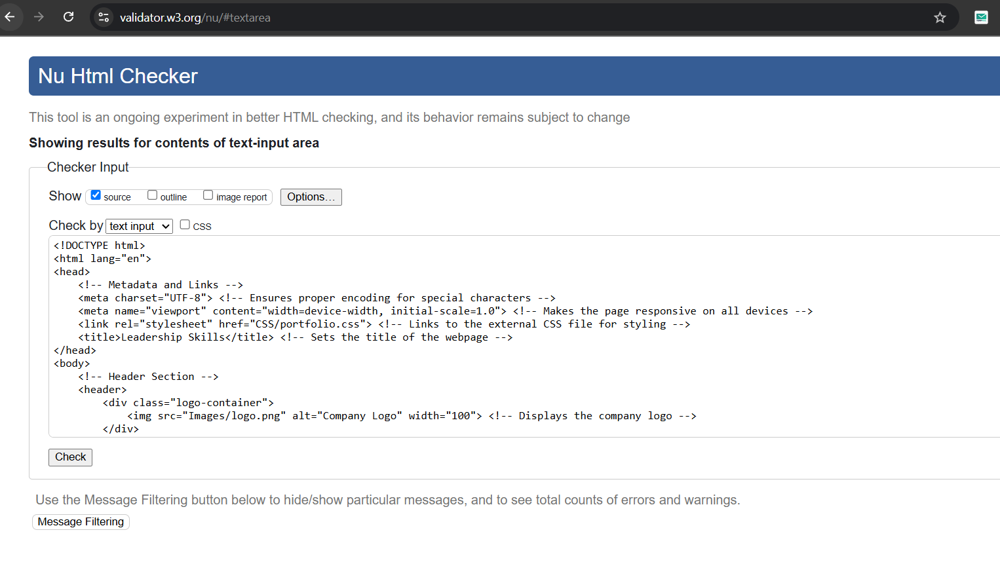 validator.w3.org/nu/#textarea
Nu Html Checker
This tool is an ongoing experiment in better HTML checking, and its behavior remains subject to change
Showing results for contents of text-input area
Checker Input
Show source outline image report Options...
Check by text input CSS
<!DOCTYPE html>
<html lang="en">
<head>
    <!-- Metadata and Links -->
    <meta charset="UTF-8"> <!-- Ensures proper encoding for special characters -->
    <meta name="viewport" content="width=device-width, initial-scale=1.0"> <!-- Makes the page responsive on all devices -->
    <link rel="stylesheet" href="CSS/portfolio.css"> <!-- Links to the external CSS file for styling -->
    <title>Leadership Skills</title> <!-- Sets the title of the webpage -->
</head>
<body>
    <!-- Header Section -->
    <header>
        <div class="logo-container">
            <img src="Images/logo.png" alt="Company Logo" width="100"> <!-- Displays the company logo -->
        </div>
Check
Use the Message Filtering button below to hide/show particular messages, and to see total counts of errors and warnings.
Message Filtering